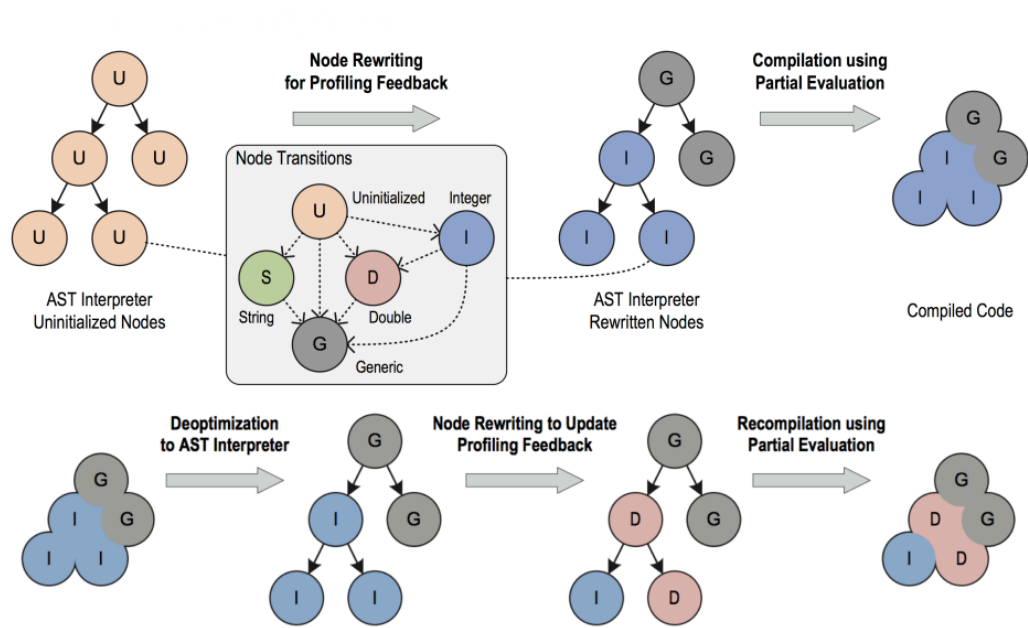 Node Rewriting
for Profiling Feedback
Compilation using
Partial Evaluation
U
U
U
U
U
AST Interpreter
Uninitialized Nodes
Node Transitions
U
Uninitialized
Integer
I
S
D
String
Double
G
Generic
G
I
G
I
I
AST Interpreter
Rewritten Nodes
G
I
G
I
I
Compiled Code
Deoptimization
to AST Interpreter
Node Rewriting to Update
Profiling Feedback
Recompilation using
Partial Evaluation
G
I
G
I
I
G
I
G
I
I
G
D
G
I
D
G
D
G
I
D